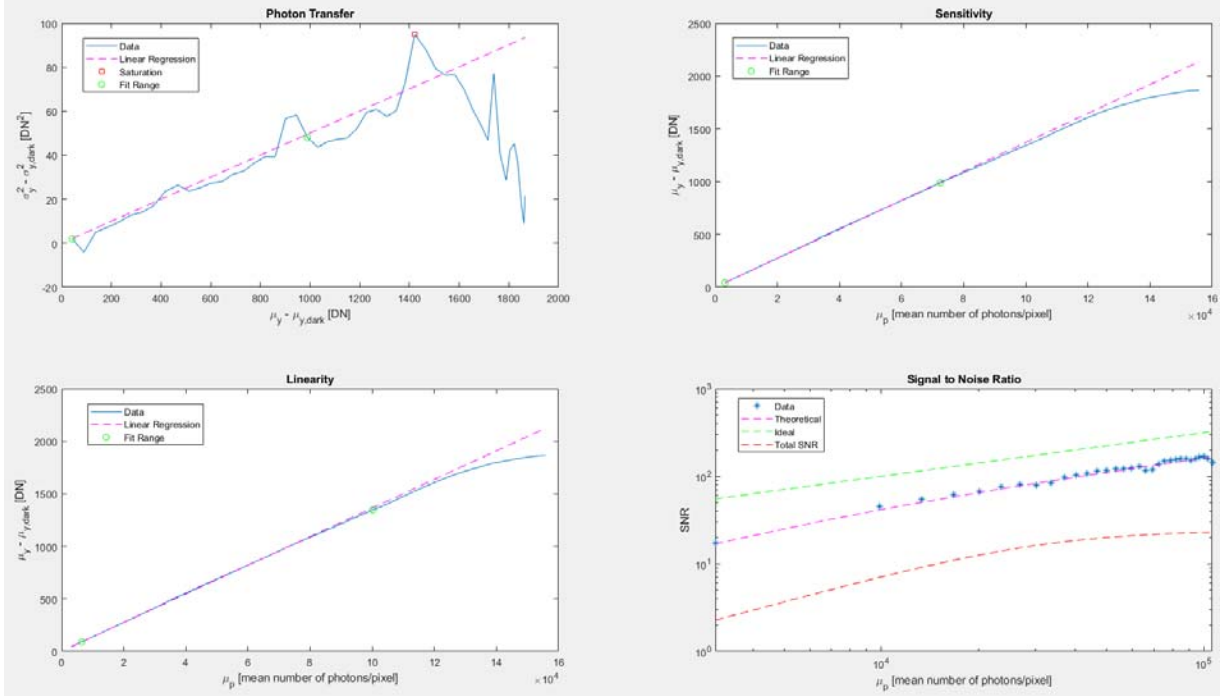 Photon Transfer
Data
Linear Regression
Saturation
Fit Range
σ²y - σ²y,dark [DN²]
100
80
60
40
20
0
-20
0 200 400 600 800 1000 1200 1400 1600 1800 2000
μy - μy,dark [DN]
Sensitivity
Data
Linear Regression
Fit Range
μy - μy,dark [DN]
2500
2000
1500
1000
500
0
0 2 4 6 8 10 12 14 16
×10⁴
μp [mean number of photons/pixel]
Linearity
Data
Linear Regression
Fit Range
μy - μy,dark [DN]
2500
2000
1500
1000
500
0
0 2 4 6 8 10 12 14 16
×10⁴
μp [mean number of photons/pixel]
Signal to Noise Ratio
Data
Theoretical
Ideal
Total SNR
SNR
10³
10²
10¹
10⁰
10⁴ 10⁵
μp [mean number of photons/pixel]